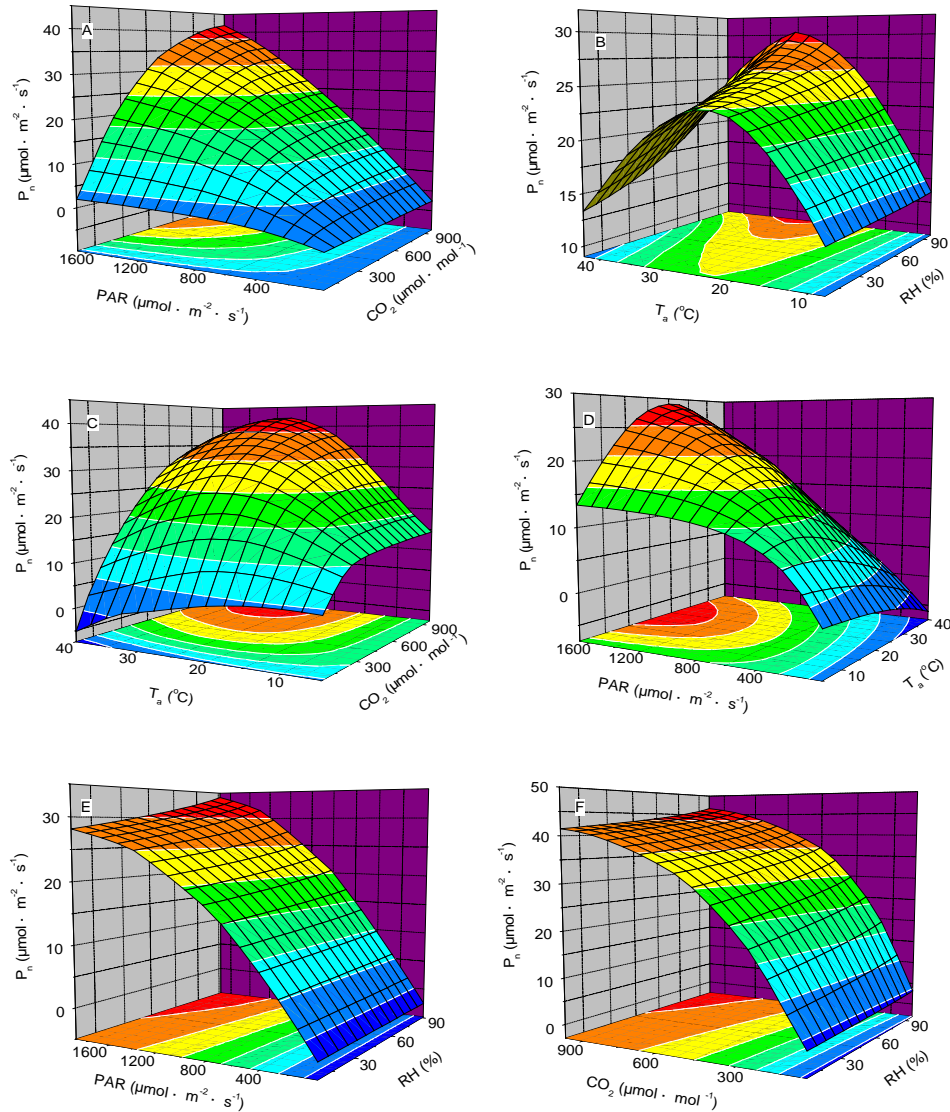 A
40
30
20
10
0
Pₙ (μmol · m⁻² · s⁻¹)
1600
1200
800
400
PAR (μmol · m⁻² · s⁻¹)
300
600
900
CO₂ (μmol · mol⁻¹)
B
30
25
20
15
10
Pₙ (μmol · m⁻² · s⁻¹)
40
30
20
10
Tₐ (°C)
30
60
90
RH (%)
C
40
30
20
10
0
Pₙ (μmol · m⁻² · s⁻¹)
40
30
20
10
Tₐ (°C)
300
600
900
CO₂ (μmol · mol⁻¹)
D
30
20
10
0
Pₙ (μmol · m⁻² · s⁻¹)
1600
1200
800
400
PAR (μmol · m⁻² · s⁻¹)
10
20
30
40
Tₐ (°C)
E
30
20
10
0
Pₙ (μmol · m⁻² · s⁻¹)
1600
1200
800
400
PAR (μmol · m⁻² · s⁻¹)
30
60
90
RH (%)
F
50
40
30
20
10
0
Pₙ (μmol · m⁻² · s⁻¹)
900
600
300
CO₂ (μmol · mol⁻¹)
30
60
90
RH (%)